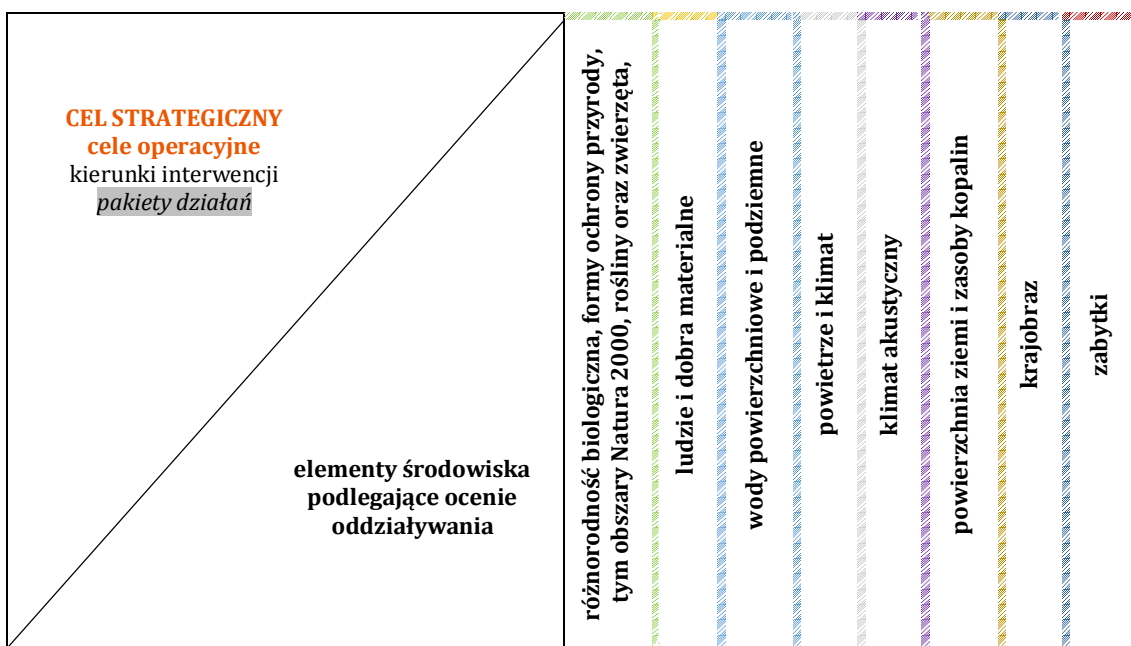 CEL STRATEGICZNY
cele operacyjne
kierunki interwencji
pakiety działań
elementy środowiska
podlegające ocenie
oddziaływania
różnorodność biologiczna, formy ochrony przyrody,
tym obszary Natura 2000, rośliny oraz zwierzęta,
ludzie i dobra materialne
wody powierzchniowe i podziemne
powietrze i klimat
klimat akustyczny
powierzchnia ziemi i zasoby kopalin
krajobraz
zabytki